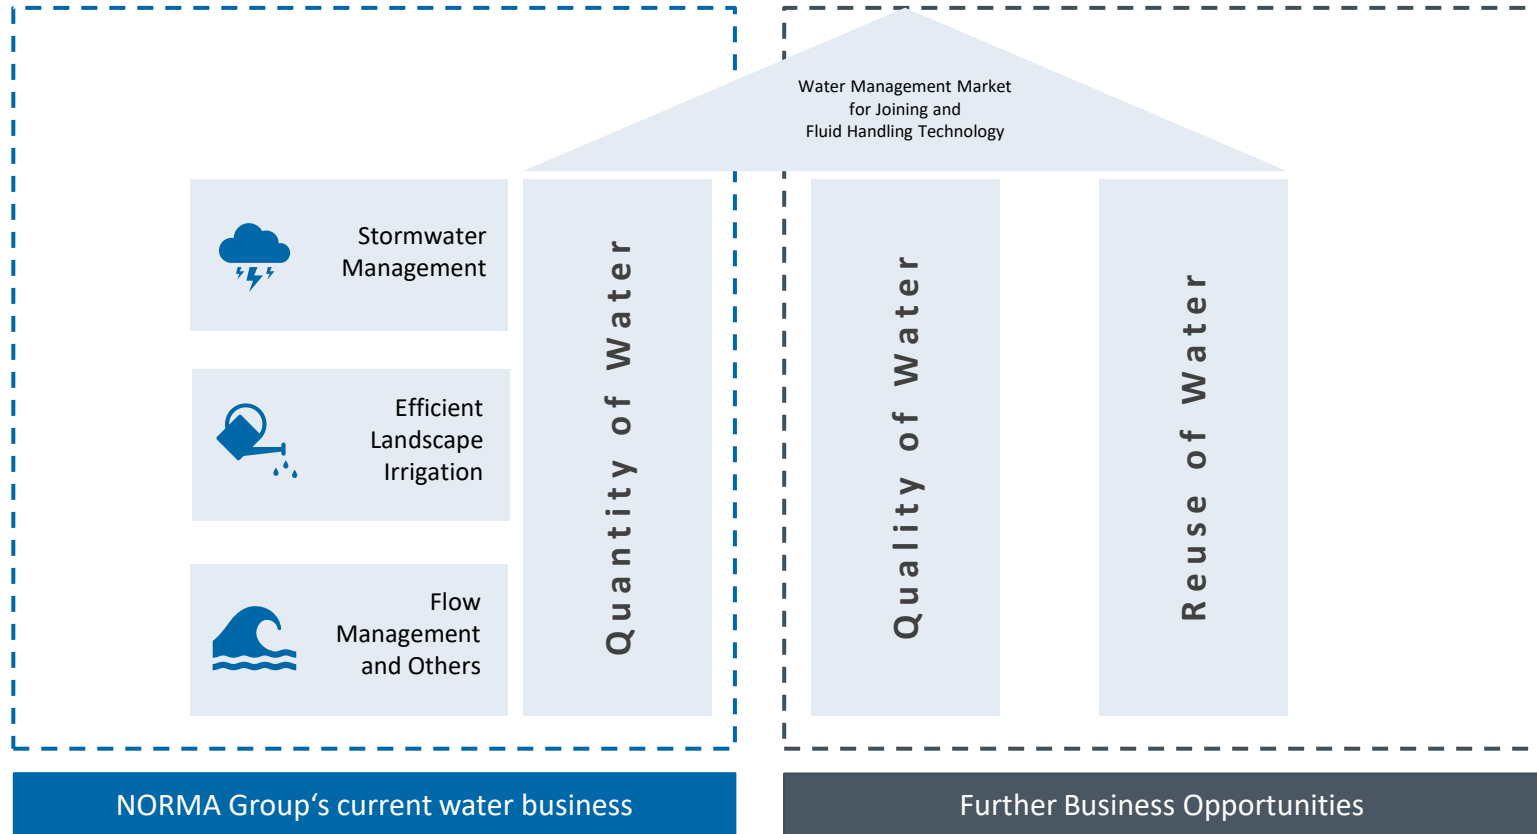 Water Management Market
for Joining and
Fluid Handling Technology
Stormwater
Management
Efficient
Landscape
Irrigation
Flow
Management
and Others
Quantity of Water
Quality of Water
Reuse of Water
NORMA Group‘s current water business
Further Business Opportunities